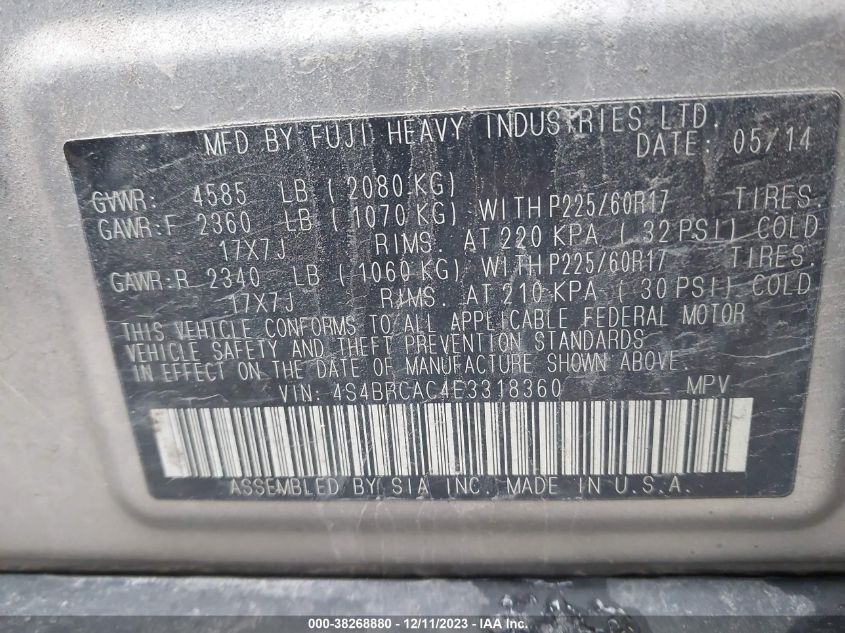 MFD BY FUJI HEAVY INDUSTRIES LTD.
DATE: 05/14
GVWR: 4585 LB ( 2080 KG)
GAWR:F 2360 LB ( 1070 KG) WITH P225/60R17 TIRES
17X7J RIMS. AT 220 KPA ( 32 PSI) COLD
GAWR:R 2340 LB ( 1060 KG) WITH P225/60R17 TIRES
17X7J RIMS. AT 210 KPA ( 30 PSI) COLD
THIS VEHICLE CONFORMS TO ALL APPLICABLE FEDERAL MOTOR
VEHICLE SAFETY AND THEFT PREVENTION STANDARDS
IN EFFECT ON THE DATE OF MANUFACTURE SHOWN ABOVE.
VIN: 4S4BRCAC4E3318360 MPV
ASSEMBLED BY SIA INC. MADE IN U.S.A.
000-38268880 - 12/11/2023 - © IAA Inc.